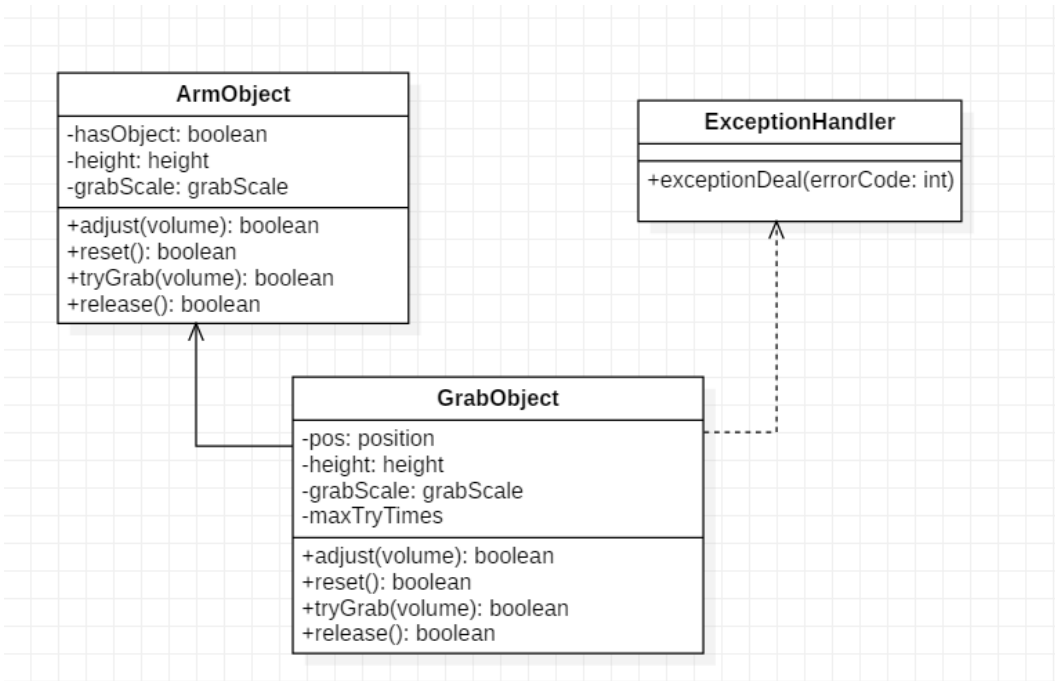 ArmObject
-hasObject: boolean
-height: height
-grabScale: grabScale
+adjust(volume): boolean
+reset(): boolean
+tryGrab(volume): boolean
+release(): boolean
ExceptionHandler
+exceptionDeal(errorCode: int)
GrabObject
-pos: position
-height: height
-grabScale: grabScale
-maxTryTimes
+adjust(volume): boolean
+reset(): boolean
+tryGrab(volume): boolean
+release(): boolean